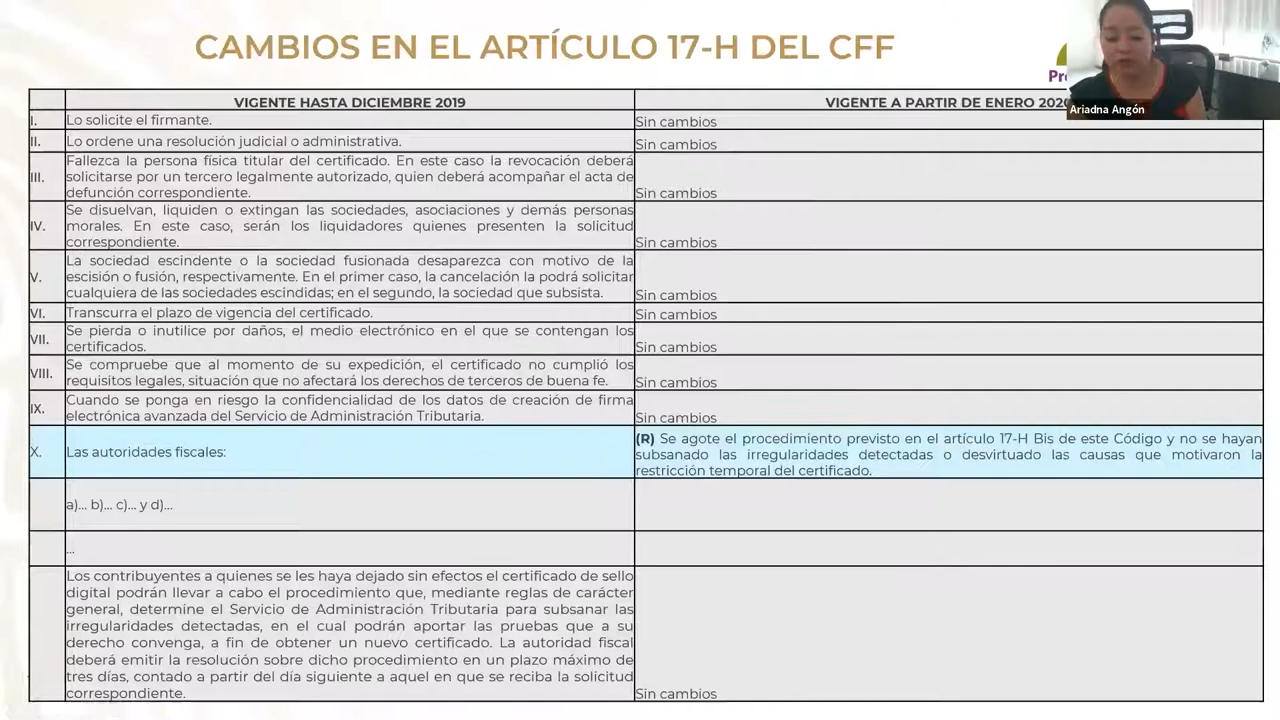 CAMBIOS EN EL ARTÍCULO 17-H DEL CFF
Ariadna Angón
VIGENTE HASTA DICIEMBRE 2019
VIGENTE A PARTIR DE ENERO 2020
I.
Lo solicite el firmante.
Sin cambios
II.
Lo ordene una resolución judicial o administrativa.
Sin cambios
III.
Fallezca la persona física titular del certificado. En este caso la revocación deberá
solicitarse por un tercero legalmente autorizado, quien deberá acompañar el acta de
defunción correspondiente.
Sin cambios
IV.
Se disuelvan, liquiden o extingan las sociedades, asociaciones y demás personas
morales. En este caso, serán los liquidadores quienes presenten la solicitud
correspondiente.
Sin cambios
V.
La sociedad escindente o la sociedad fusionada desaparezca con motivo de la
escisión o fusión, respectivamente. En el primer caso, la cancelación la podrá solicitar
cualquiera de las sociedades escindidas; en el segundo, la sociedad que subsista.
Sin cambios
VI.
Transcurra el plazo de vigencia del certificado.
Sin cambios
VII.
Se pierda o inutilice por daños, el medio electrónico en el que se contengan los
certificados.
Sin cambios
VIII.
Se compruebe que al momento de su expedición, el certificado no cumplió los
requisitos legales, situación que no afectará los derechos de terceros de buena fe.
Sin cambios
IX.
Cuando se ponga en riesgo la confidencialidad de los datos de creación de firma
electrónica avanzada del Servicio de Administración Tributaria.
Sin cambios
X.
Las autoridades fiscales:
(R) Se agote el procedimiento previsto en el artículo 17-H Bis de este Código y no se hayan
subsanado las irregularidades detectadas o desvirtuado las causas que motivaron la
restricción temporal del certificado.
a)... b)... c)... y d)...
...
Los contribuyentes a quienes se les haya dejado sin efectos el certificado de sello
digital podrán llevar a cabo el procedimiento que, mediante reglas de carácter
general, determine el Servicio de Administración Tributaria para subsanar las
irregularidades detectadas, en el cual podrán aportar las pruebas que a su
derecho convenga, a fin de obtener un nuevo certificado. La autoridad fiscal
deberá emitir la resolución sobre dicho procedimiento en un plazo máximo de
tres días, contado a partir del día siguiente a aquel en que se reciba la solicitud
correspondiente.
Sin cambios